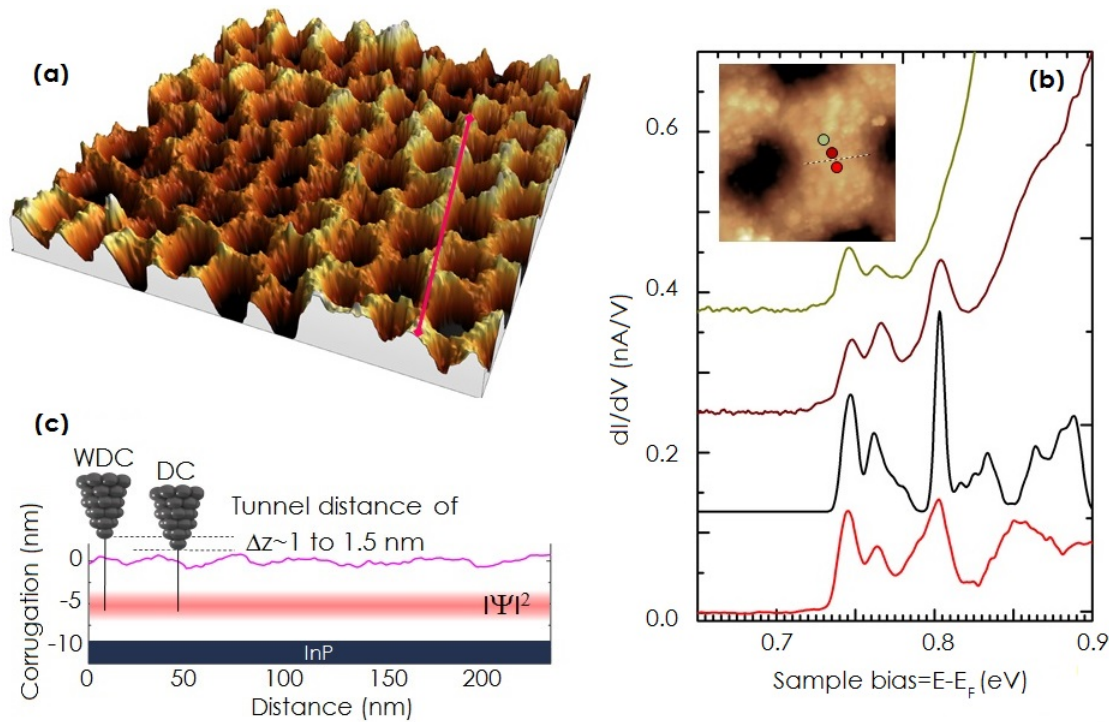 (a)
(b)
0.6
0.4
0.2
0.0
dI/dV (nA/V)
0.7
0.8
0.9
Sample bias=E-E_F (eV)
(c)
WDC
DC
Tunnel distance of
Δz~1 to 1.5 nm
0
-5
-10
Corrugation (nm)
|Ψ|²
InP
0
50
100
150
200
Distance (nm)